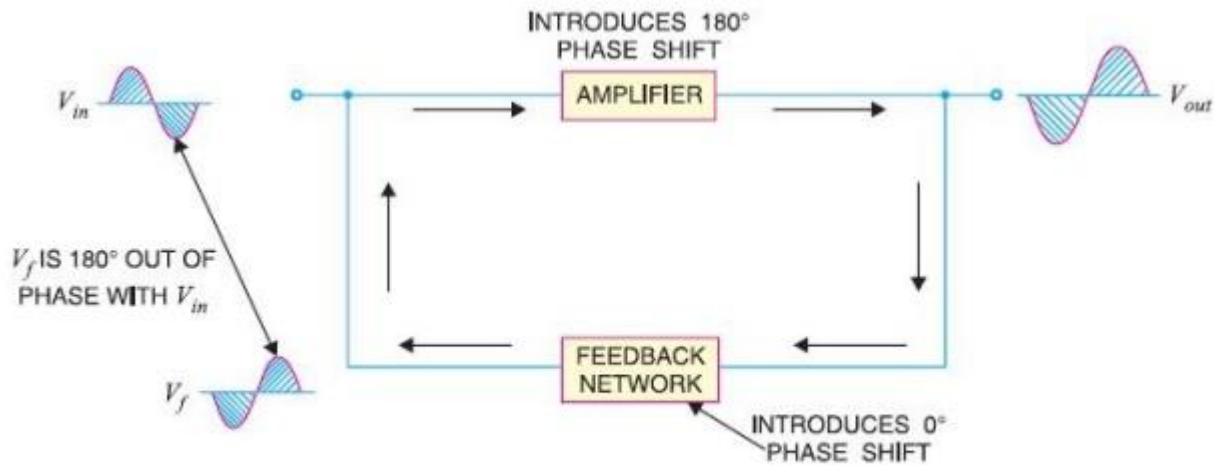 INTRODUCES 180°
PHASE SHIFT
V_in
AMPLIFIER
V_out
V_f IS 180° OUT OF
PHASE WITH V_in
V_f
FEEDBACK
NETWORK
INTRODUCES 0°
PHASE SHIFT